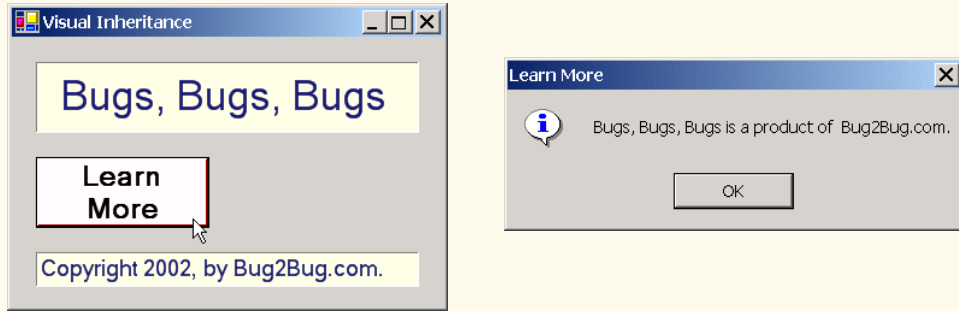 Visual Inheritance
Bugs, Bugs, Bugs
Learn
More
Copyright 2002, by Bug2Bug.com.
Learn More
Bugs, Bugs, Bugs is a product of Bug2Bug.com.
OK